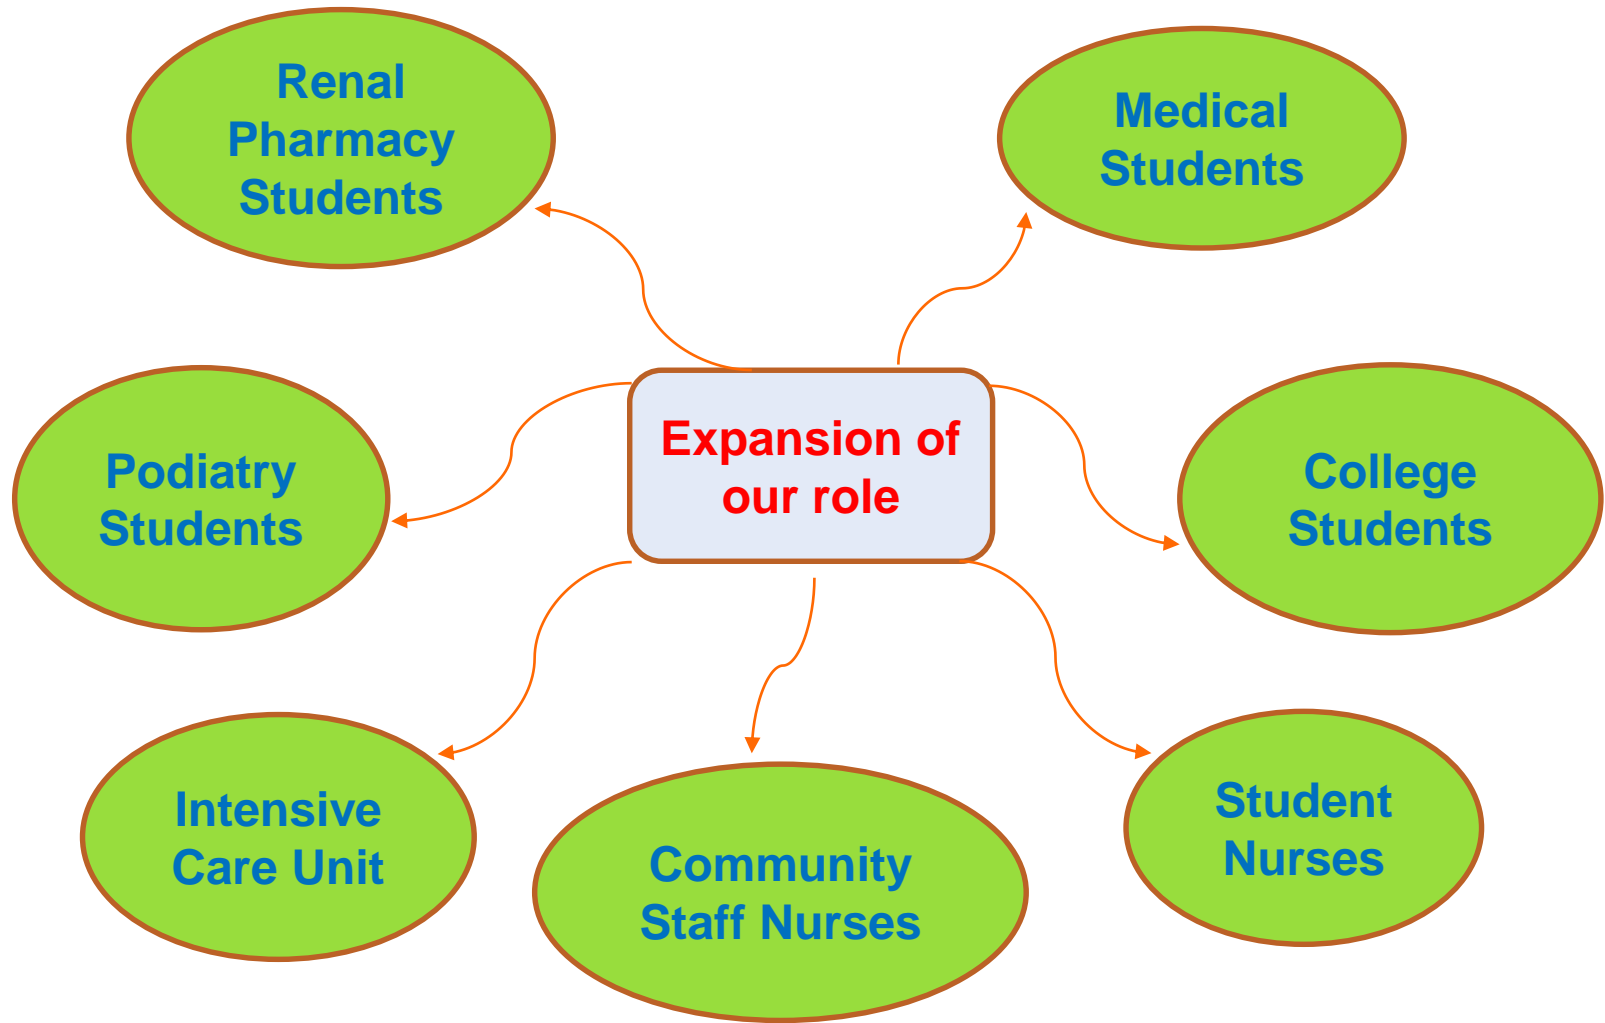 Renal
Pharmacy
Students
Medical
Students
Expansion of
our role
Podiatry
Students
College
Students
Intensive
Care Unit
Community
Staff Nurses
Student
Nurses